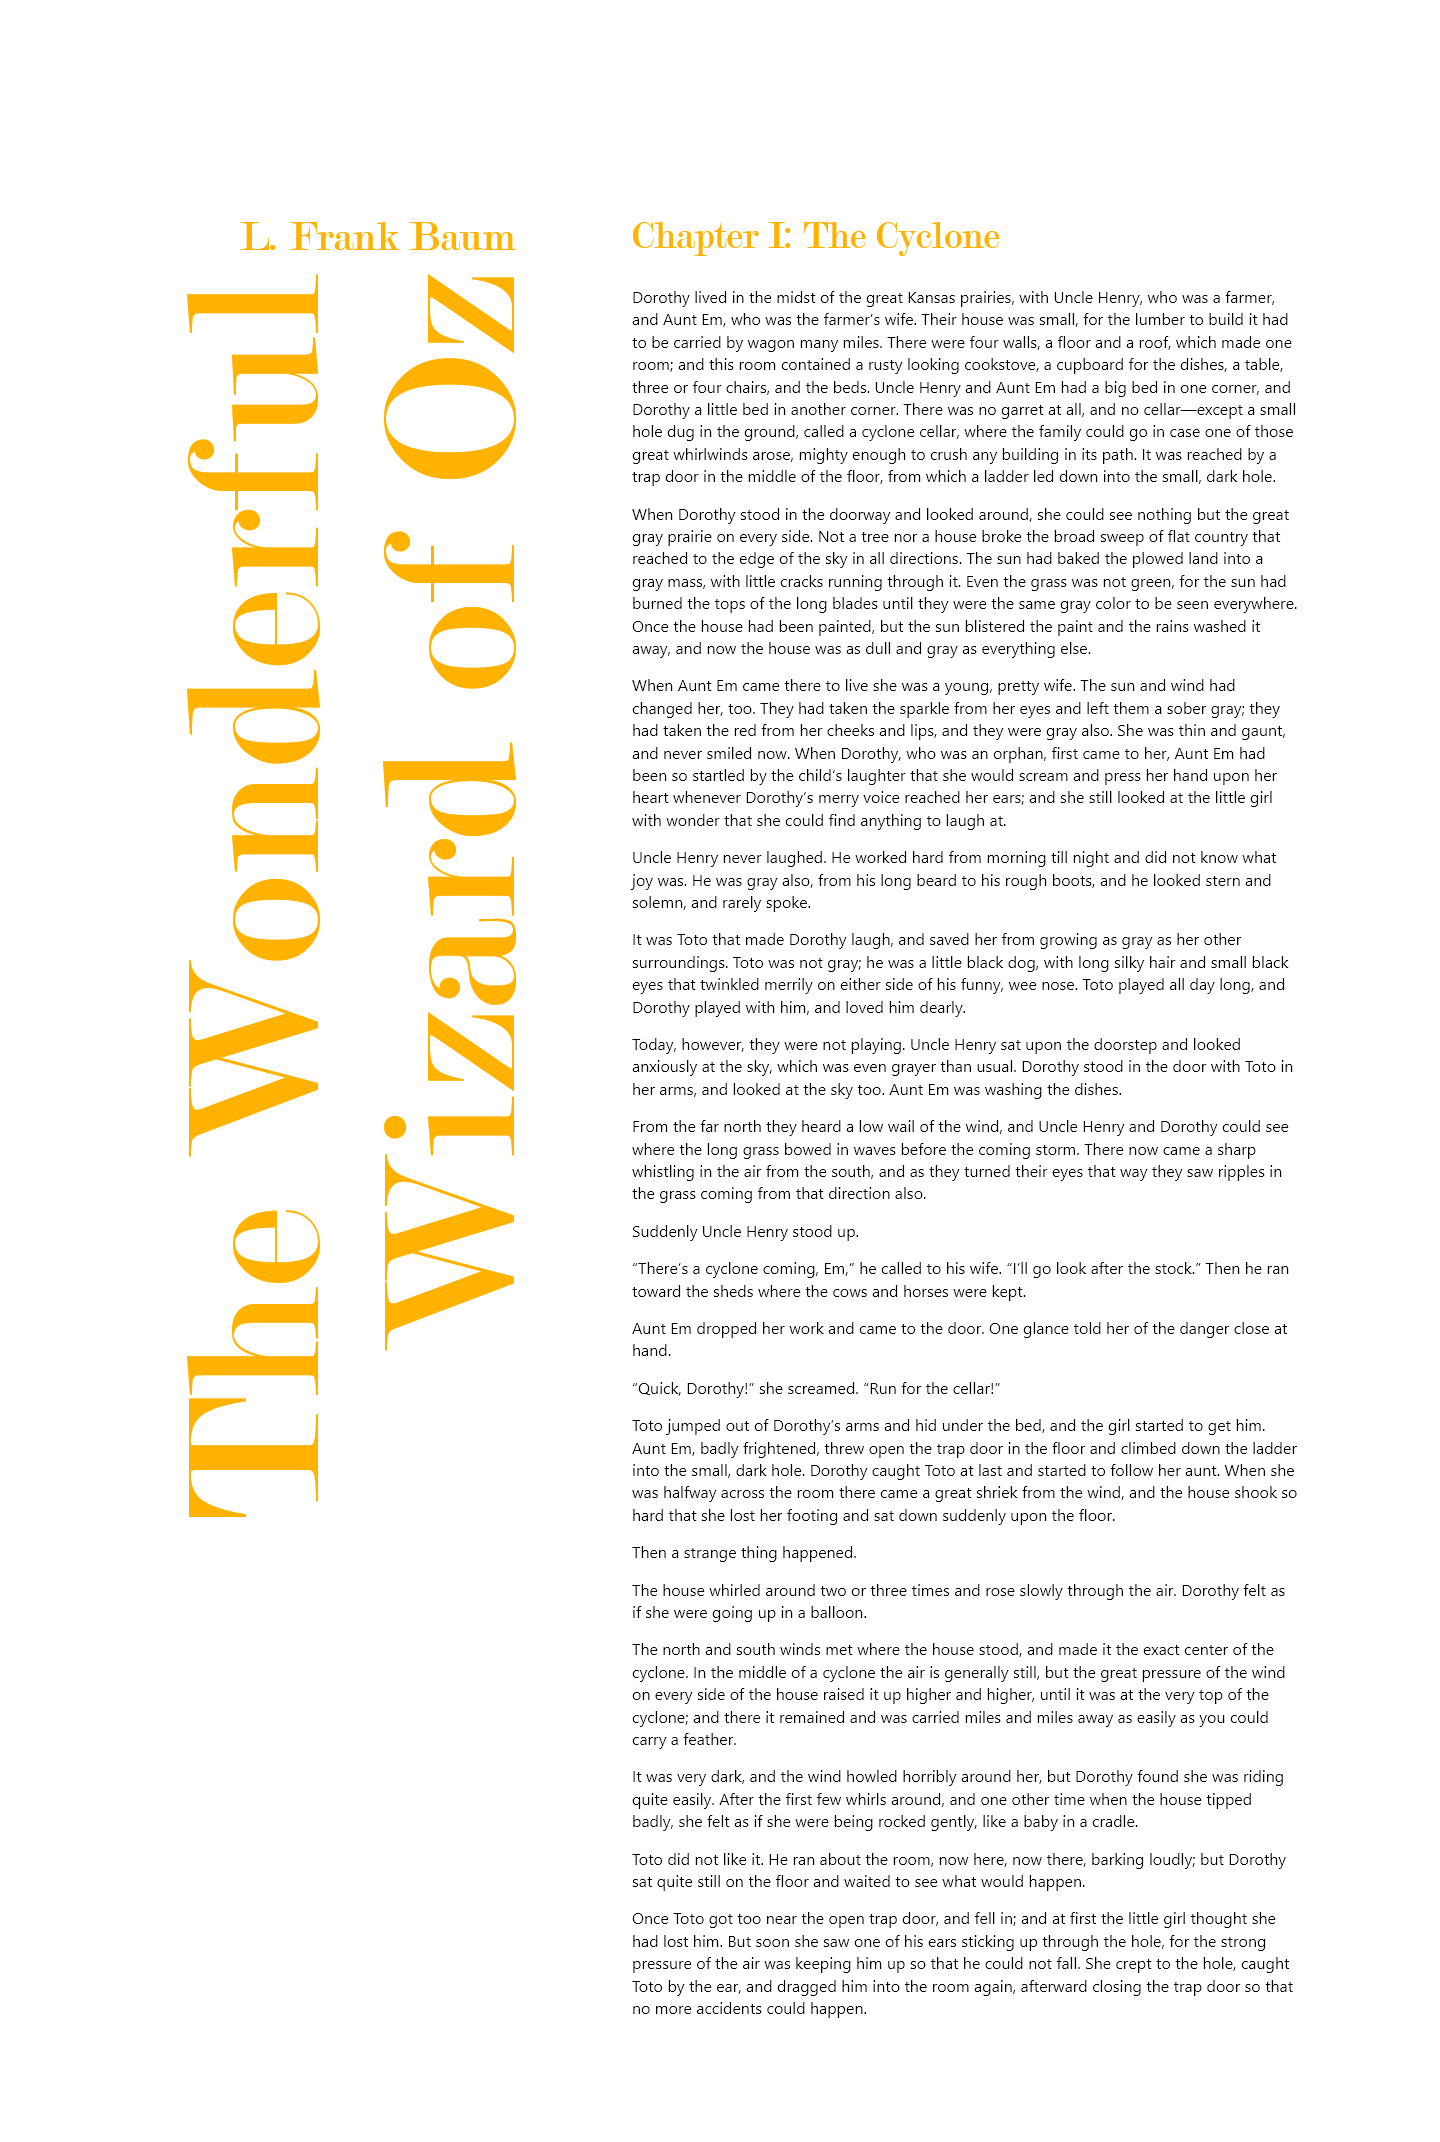 L. Frank Baum
The Wonderful
Wizard of Oz
Chapter I: The Cyclone
Dorothy lived in the midst of the great Kansas prairies, with Uncle Henry, who was a farmer,
and Aunt Em, who was the farmer’s wife. Their house was small, for the lumber to build it had
to be carried by wagon many miles. There were four walls, a floor and a roof, which made one
room; and this room contained a rusty looking cookstove, a cupboard for the dishes, a table,
three or four chairs, and the beds. Uncle Henry and Aunt Em had a big bed in one corner, and
Dorothy a little bed in another corner. There was no garret at all, and no cellar—except a small
hole dug in the ground, called a cyclone cellar, where the family could go in case one of those
great whirlwinds arose, mighty enough to crush any building in its path. It was reached by a
trap door in the middle of the floor, from which a ladder led down into the small, dark hole.
When Dorothy stood in the doorway and looked around, she could see nothing but the great
gray prairie on every side. Not a tree nor a house broke the broad sweep of flat country that
reached to the edge of the sky in all directions. The sun had baked the plowed land into a
gray mass, with little cracks running through it. Even the grass was not green, for the sun had
burned the tops of the long blades until they were the same gray color to be seen everywhere.
Once the house had been painted, but the sun blistered the paint and the rains washed it
away, and now the house was as dull and gray as everything else.
When Aunt Em came there to live she was a young, pretty wife. The sun and wind had
changed her, too. They had taken the sparkle from her eyes and left them a sober gray; they
had taken the red from her cheeks and lips, and they were gray also. She was thin and gaunt,
and never smiled now. When Dorothy, who was an orphan, first came to her, Aunt Em had
been so startled by the child’s laughter that she would scream and press her hand upon her
heart whenever Dorothy’s merry voice reached her ears; and she still looked at the little girl
with wonder that she could find anything to laugh at.
Uncle Henry never laughed. He worked hard from morning till night and did not know what
joy was. He was gray also, from his long beard to his rough boots, and he looked stern and
solemn, and rarely spoke.
It was Toto that made Dorothy laugh, and saved her from growing as gray as her other
surroundings. Toto was not gray; he was a little black dog, with long silky hair and small black
eyes that twinkled merrily on either side of his funny, wee nose. Toto played all day long, and
Dorothy played with him, and loved him dearly.
Today, however, they were not playing. Uncle Henry sat upon the doorstep and looked
anxiously at the sky, which was even grayer than usual. Dorothy stood in the door with Toto in
her arms, and looked at the sky too. Aunt Em was washing the dishes.
From the far north they heard a low wail of the wind, and Uncle Henry and Dorothy could see
where the long grass bowed in waves before the coming storm. There now came a sharp
whistling in the air from the south, and as they turned their eyes that way they saw ripples in
the grass coming from that direction also.
Suddenly Uncle Henry stood up.
“There’s a cyclone coming, Em,” he called to his wife. “I’ll go look after the stock.” Then he ran
toward the sheds where the cows and horses were kept.
Aunt Em dropped her work and came to the door. One glance told her of the danger close at
hand.
“Quick, Dorothy!” she screamed. “Run for the cellar!”
Toto jumped out of Dorothy’s arms and hid under the bed, and the girl started to get him.
Aunt Em, badly frightened, threw open the trap door in the floor and climbed down the ladder
into the small, dark hole. Dorothy caught Toto at last and started to follow her aunt. When she
was halfway across the room there came a great shriek from the wind, and the house shook so
hard that she lost her footing and sat down suddenly upon the floor.
Then a strange thing happened.
The house whirled around two or three times and rose slowly through the air. Dorothy felt as
if she were going up in a balloon.
The north and south winds met where the house stood, and made it the exact center of the
cyclone. In the middle of a cyclone the air is generally still, but the great pressure of the wind
on every side of the house raised it up higher and higher, until it was at the very top of the
cyclone; and there it remained and was carried miles and miles away as easily as you could
carry a feather.
It was very dark, and the wind howled horribly around her, but Dorothy found she was riding
quite easily. After the first few whirls around, and one other time when the house tipped
badly, she felt as if she were being rocked gently, like a baby in a cradle.
Toto did not like it. He ran about the room, now here, now there, barking loudly; but Dorothy
sat quite still on the floor and waited to see what would happen.
Once Toto got too near the open trap door, and fell in; and at first the little girl thought she
had lost him. But soon she saw one of his ears sticking up through the hole, for the strong
pressure of the air was keeping him up so that he could not fall. She crept to the hole, caught
Toto by the ear, and dragged him into the room again, afterward closing the trap door so that
no more accidents could happen.